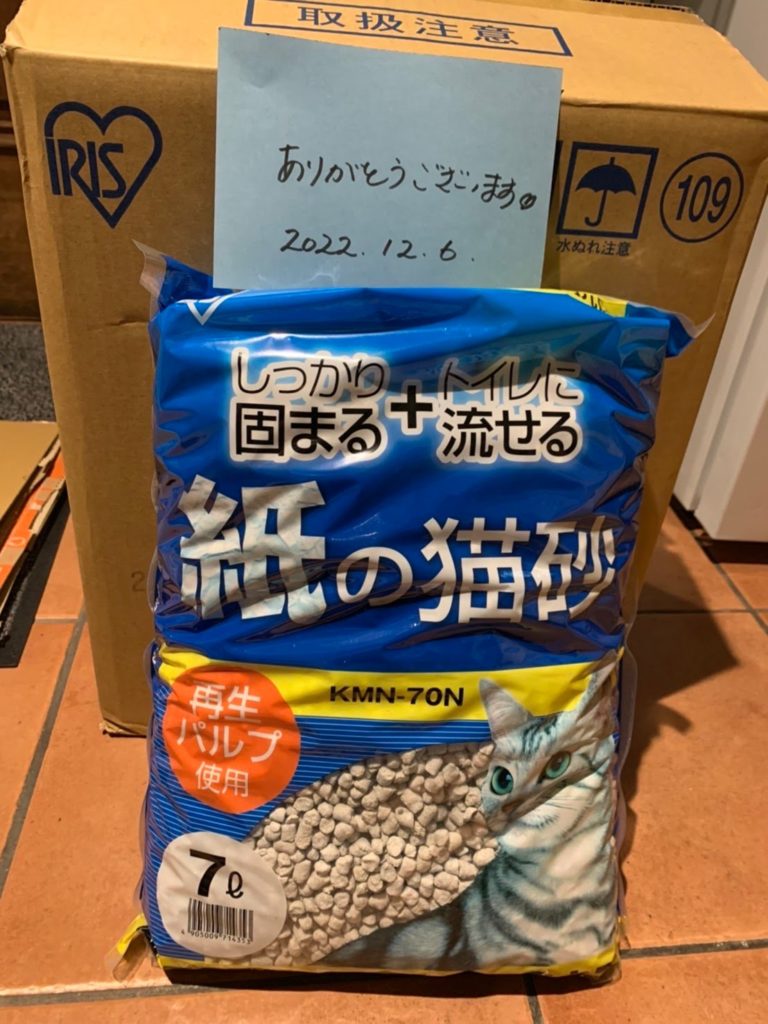 取扱注意
IRIS
ありがとうございます
2022.12.6.
水ぬれ注意
109
しっかり
固まる
+
トイレに
流せる
紙の猫砂
KMN-70N
再生
パルプ
使用
7ℓ
4905009714353